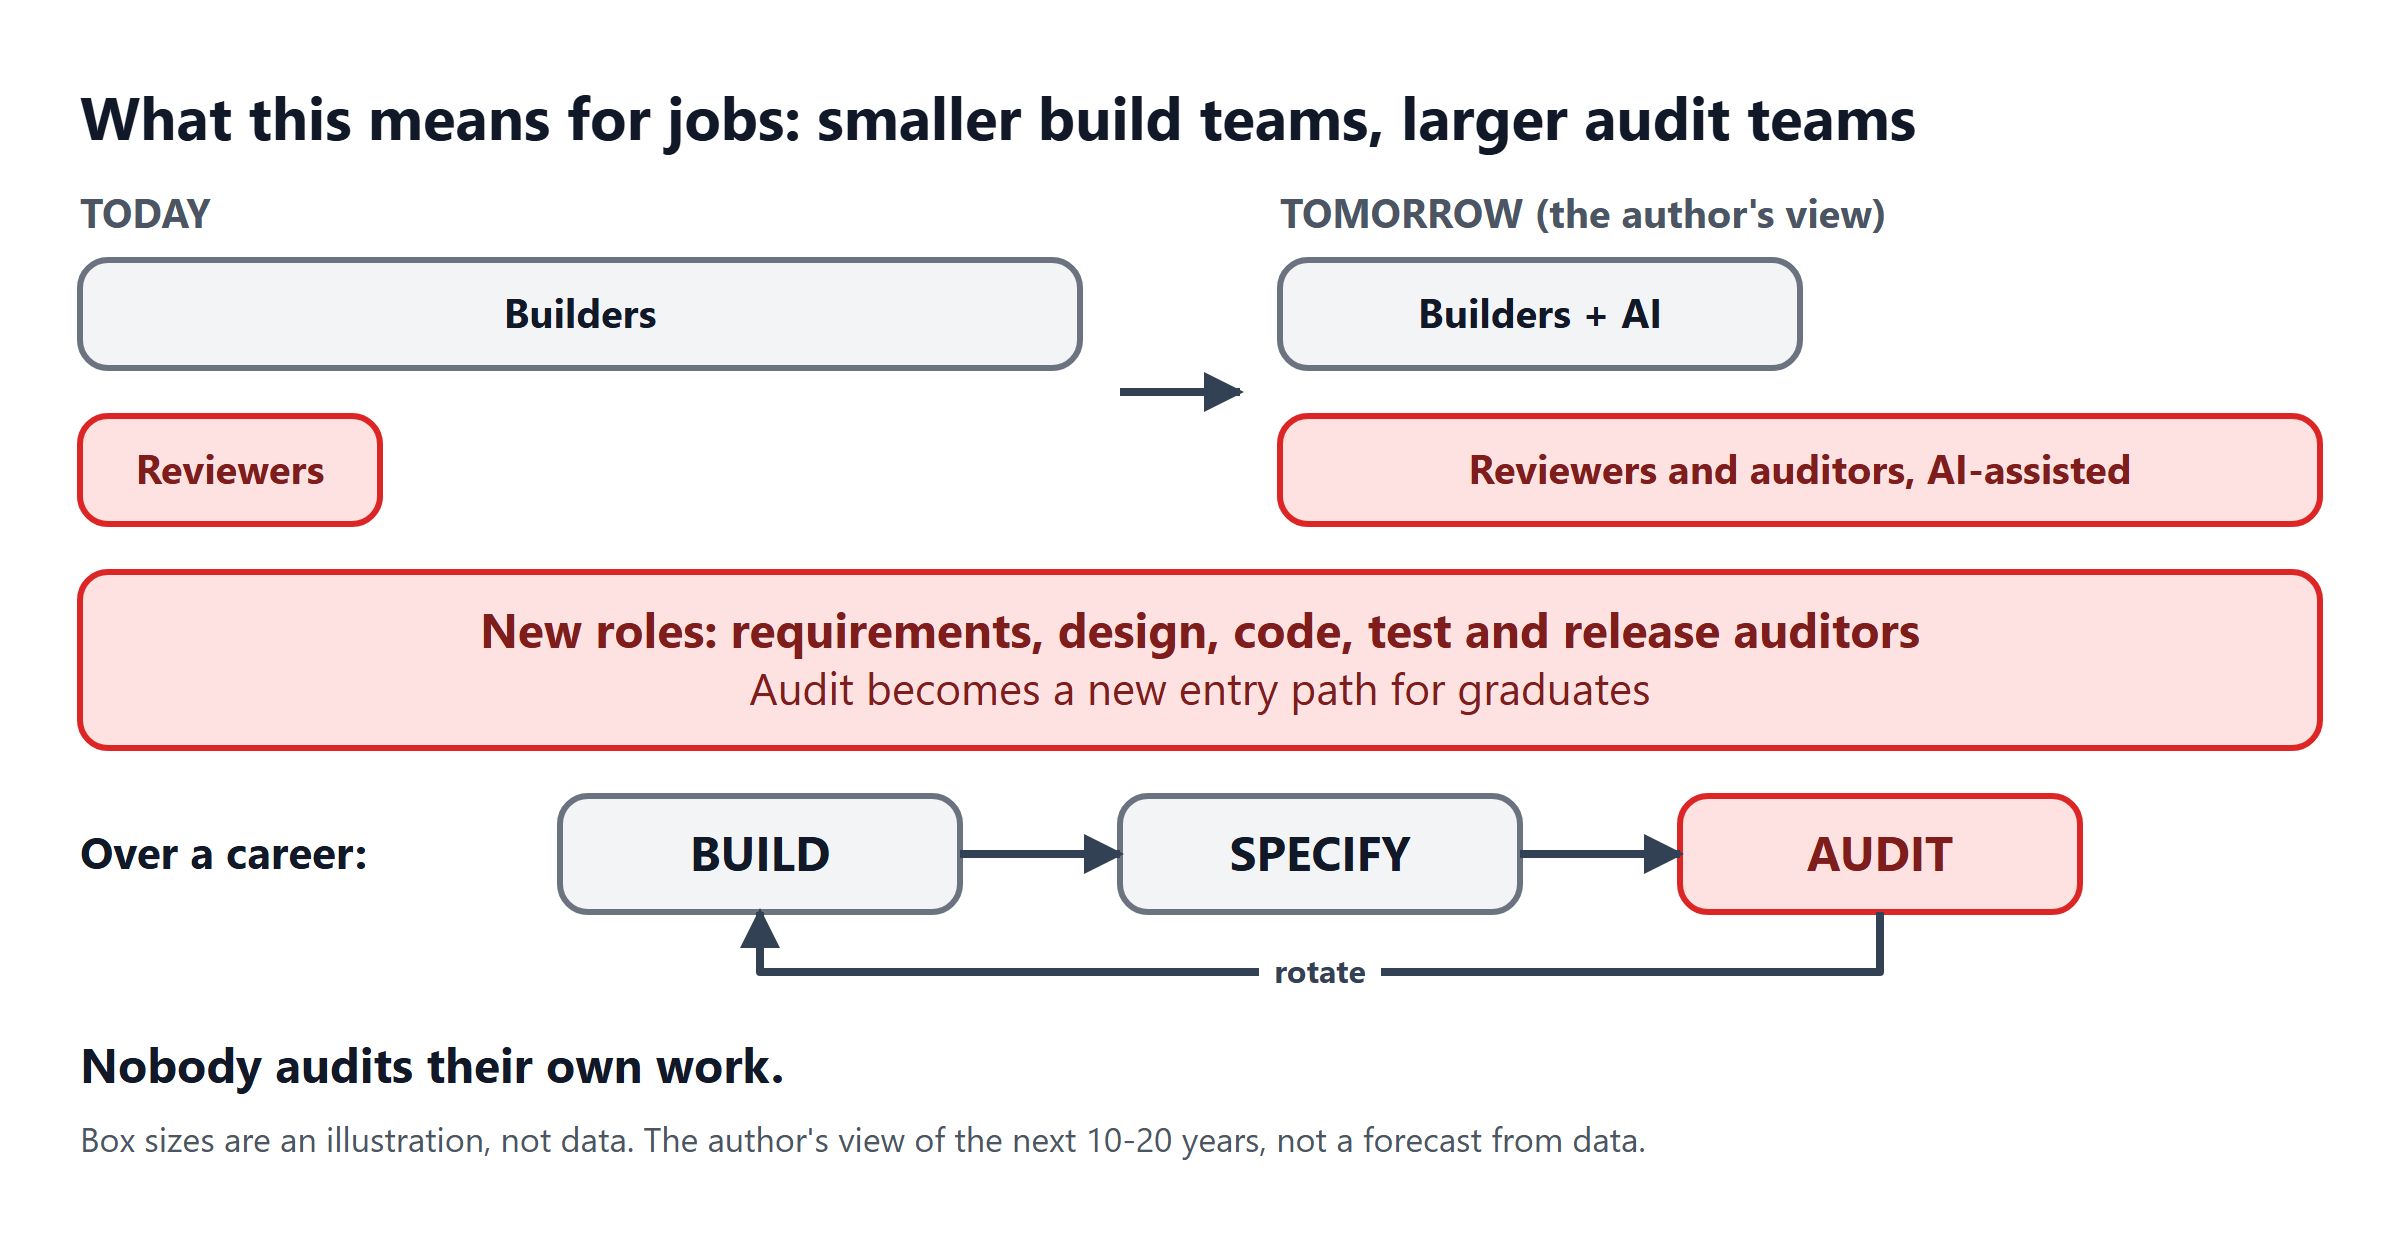 What this means for jobs: smaller build teams, larger audit teams
TODAY
TOMORROW (the author's view)
Builders
Builders + AI
Reviewers
Reviewers and auditors, AI-assisted
New roles: requirements, design, code, test and release auditors
Audit becomes a new entry path for graduates
Over a career:
BUILD
SPECIFY
AUDIT
rotate
Nobody audits their own work.
Box sizes are an illustration, not data. The author's view of the next 10-20 years, not a forecast from data.